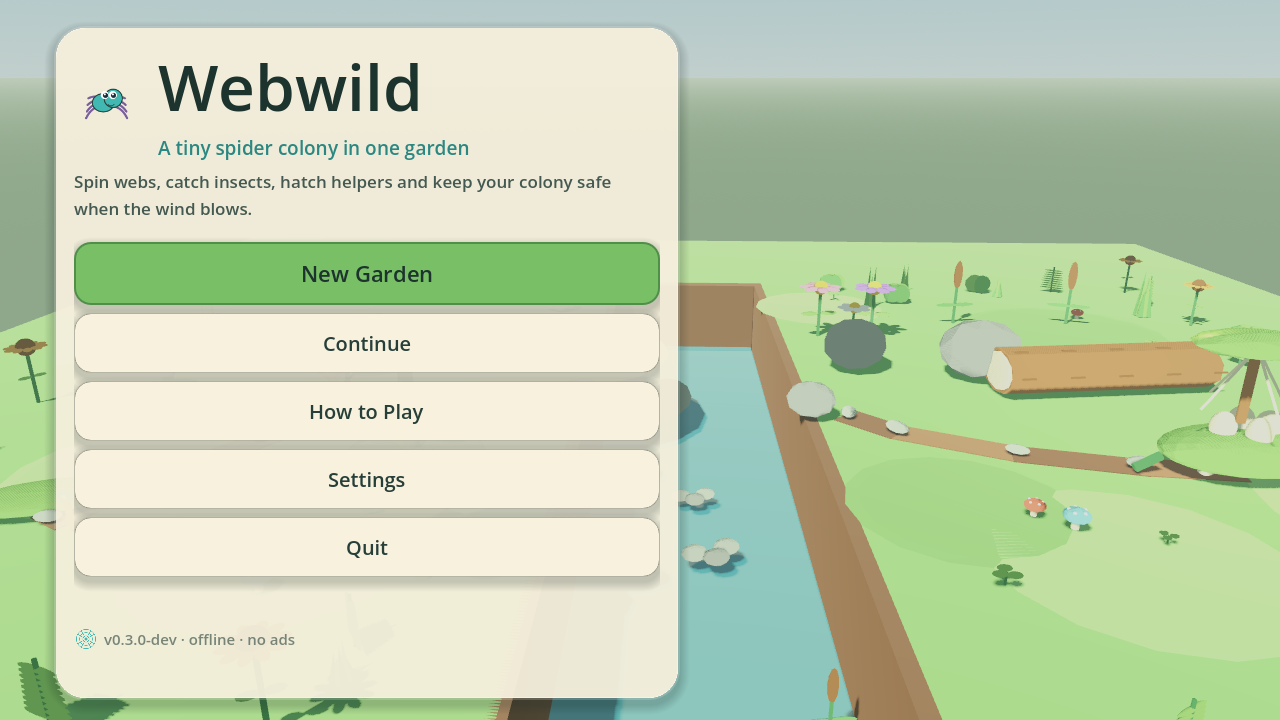 Webwild
A tiny spider colony in one garden
Spin webs, catch insects, hatch helpers and keep your colony safe
when the wind blows.
New Garden
Continue
How to Play
Settings
Quit
v0.3.0-dev · offline · no ads